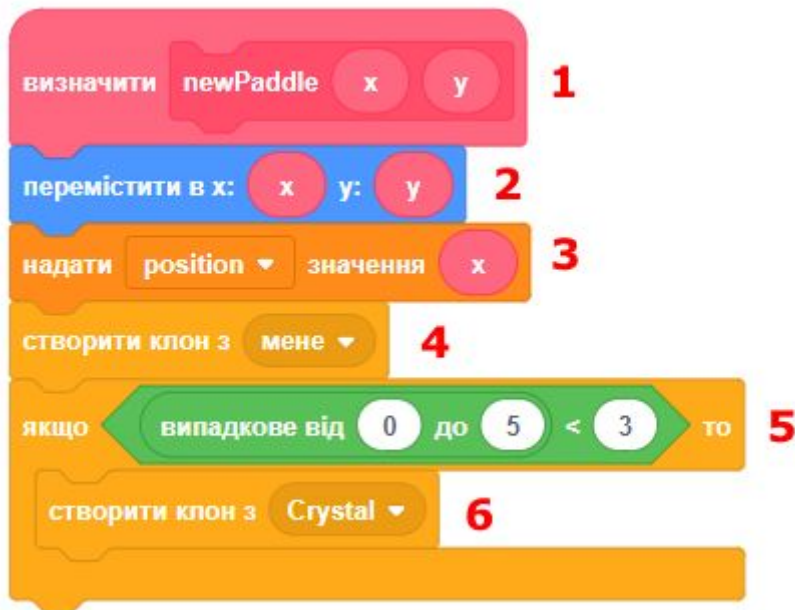 визначити newPaddle x y 1
перемістити в x: x y: y 2
надати position значення x 3
створити клон з мене 4
якщо випадкове від 0 до 5 < 3 то 5
створити клон з Crystal 6